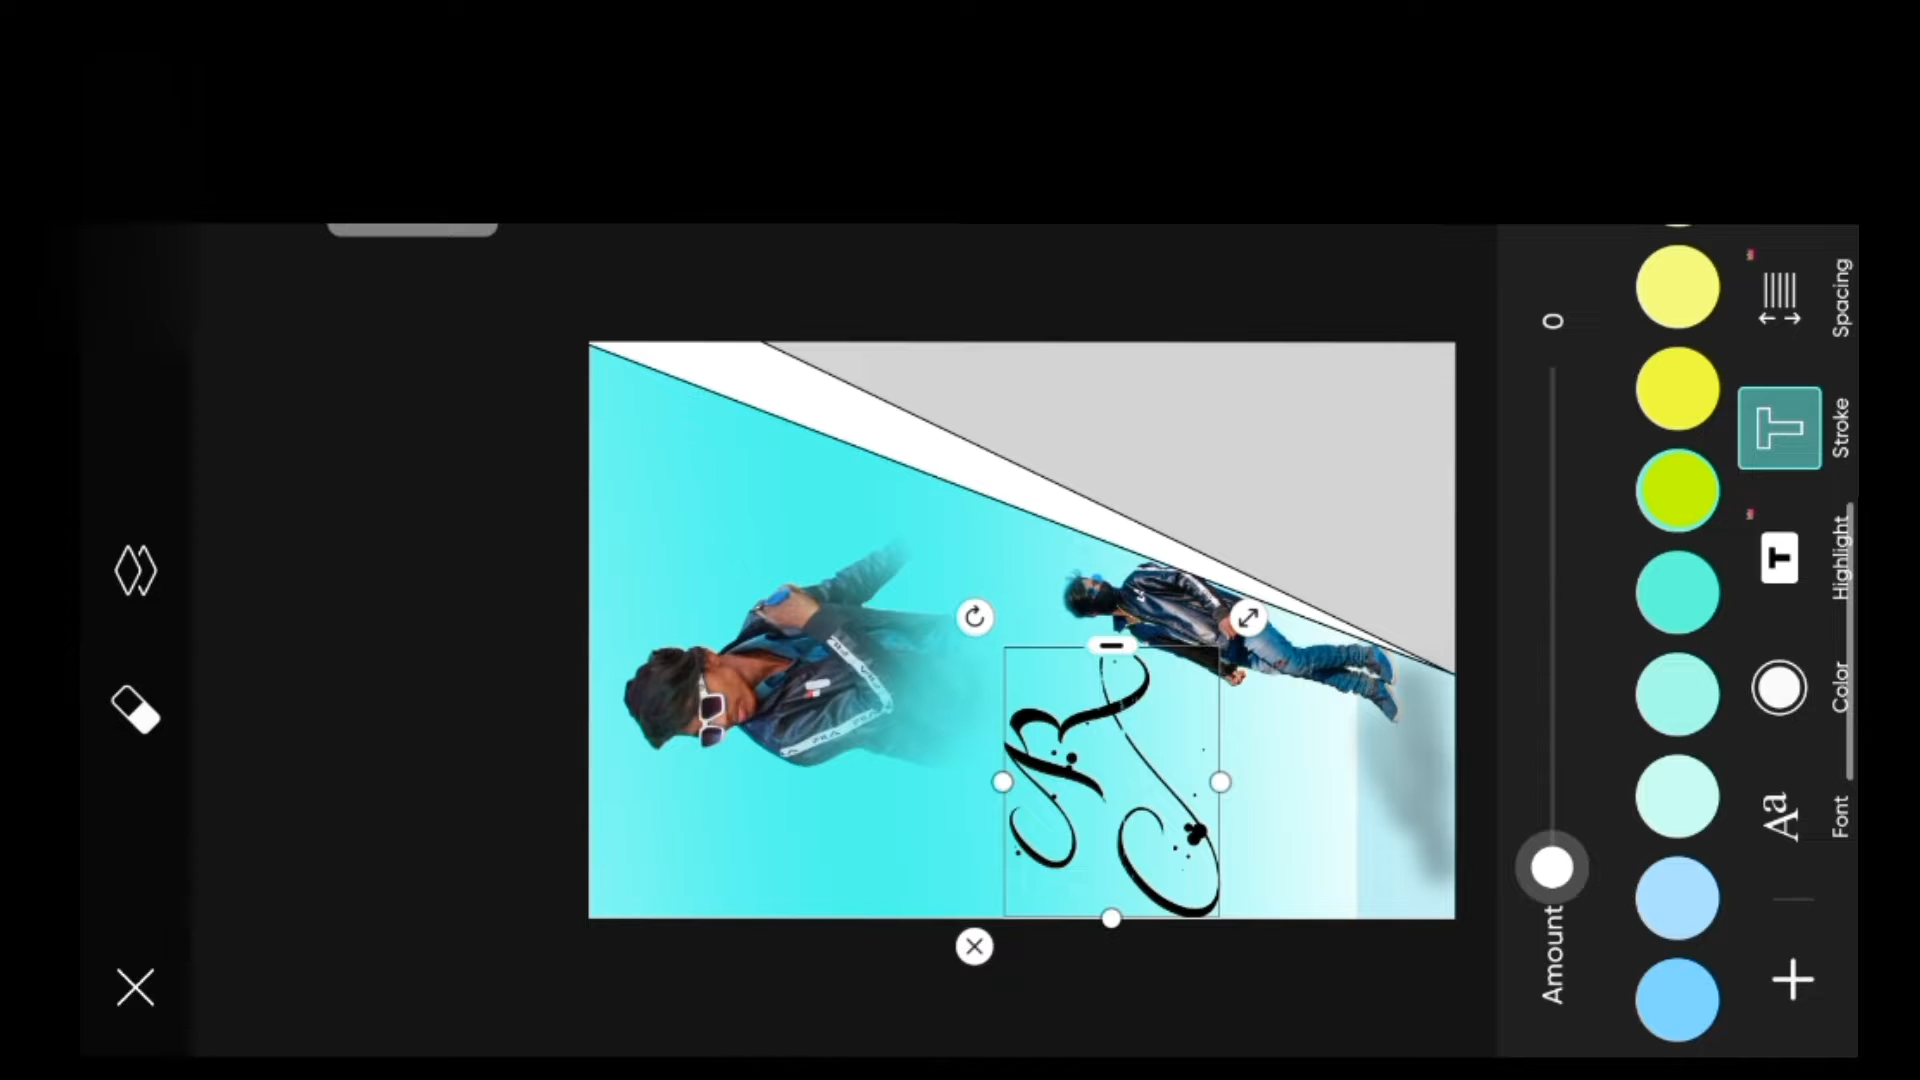 R
C
0
Amount
+
Font
Aa
Color
Highlight
T
Stroke
T
Spacing